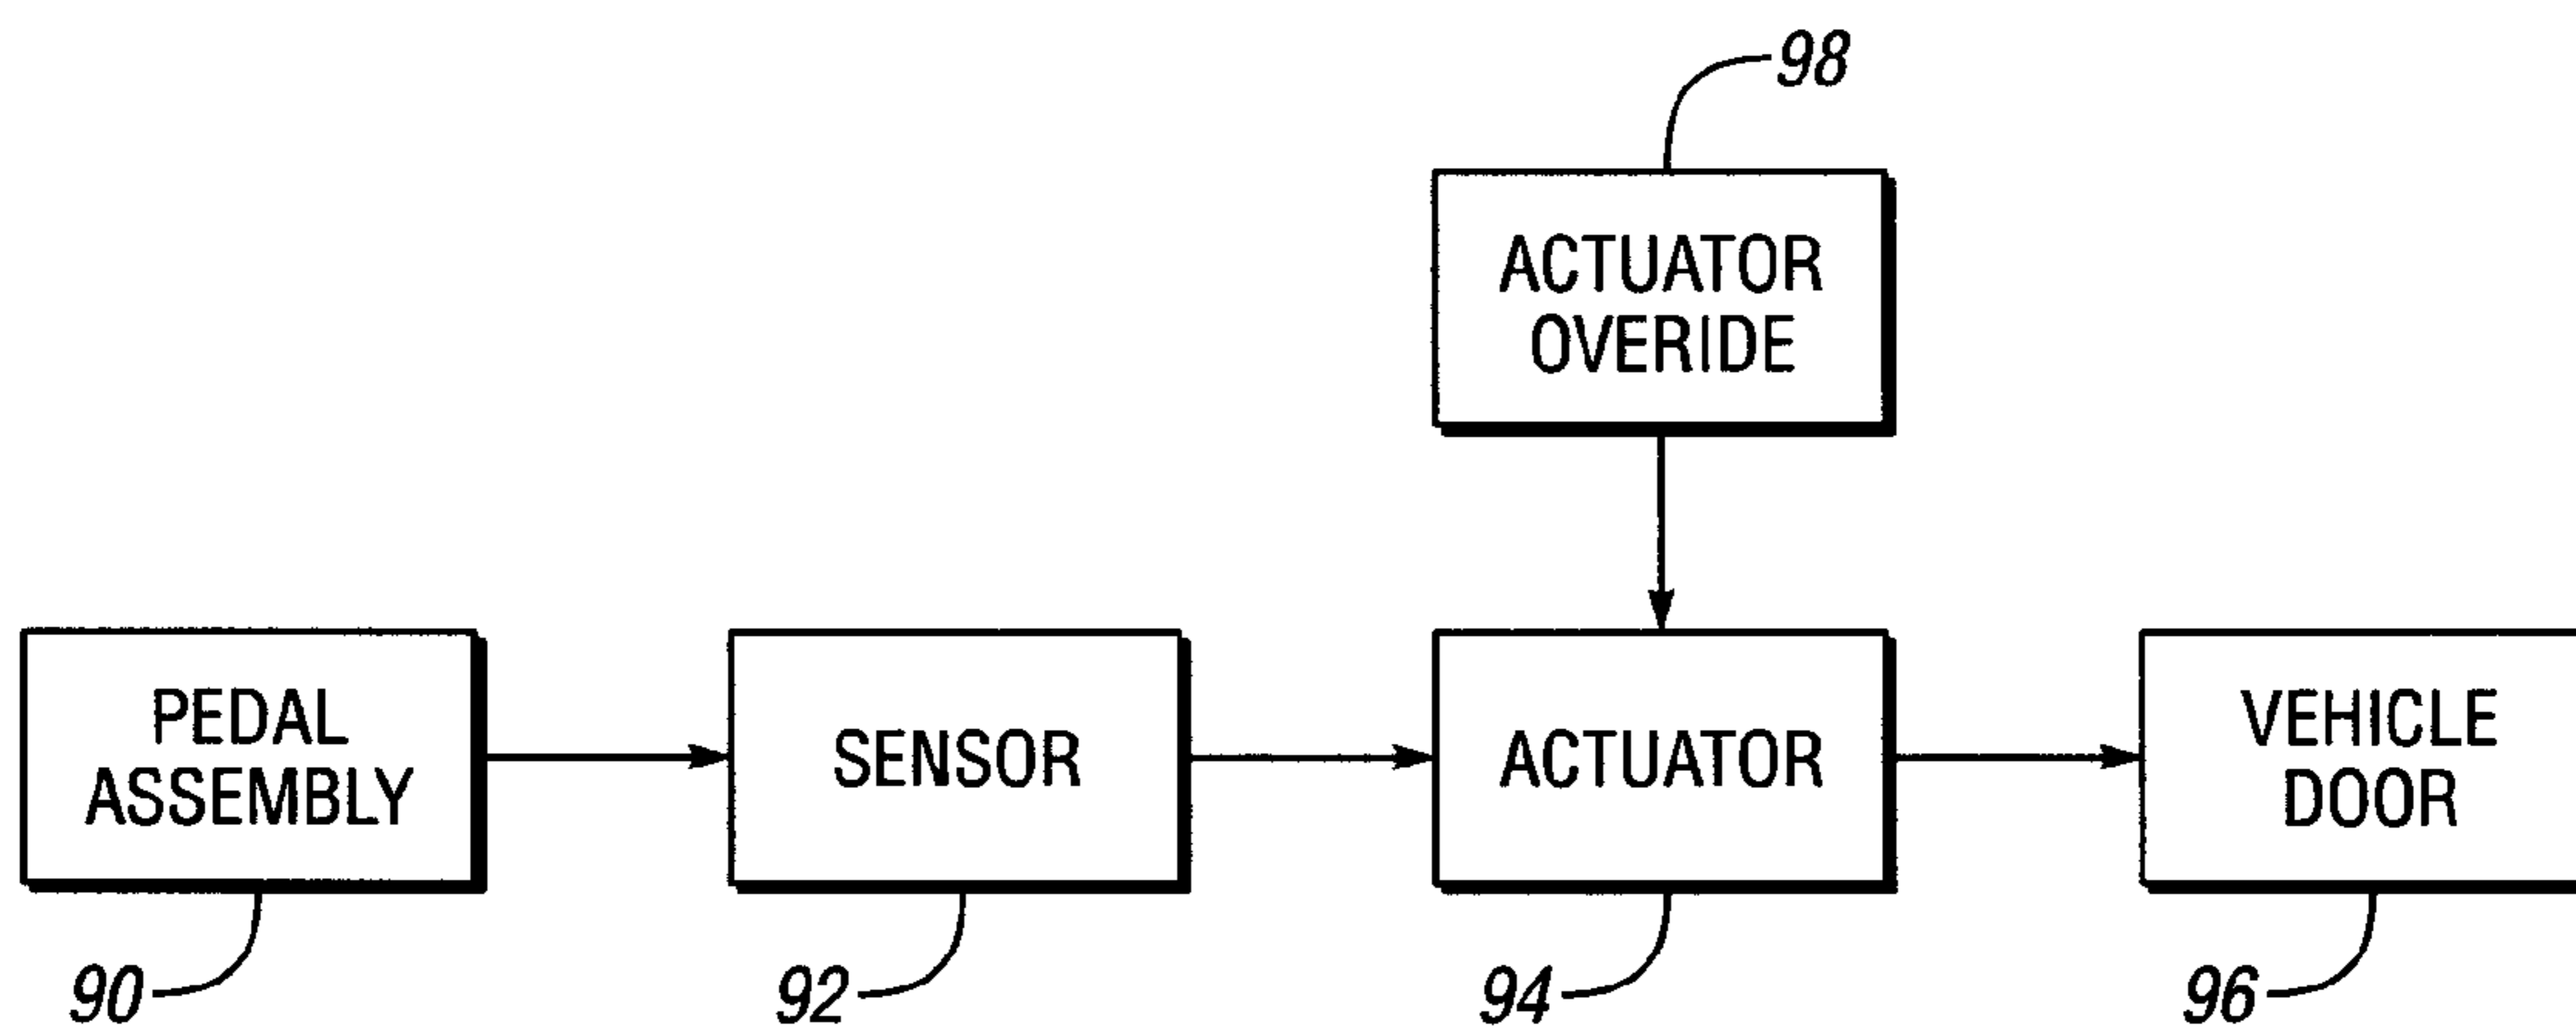 98
ACTUATOR
OVERIDE
PEDAL
ASSEMBLY
SENSOR
ACTUATOR
VEHICLE
DOOR
90
92
94
96